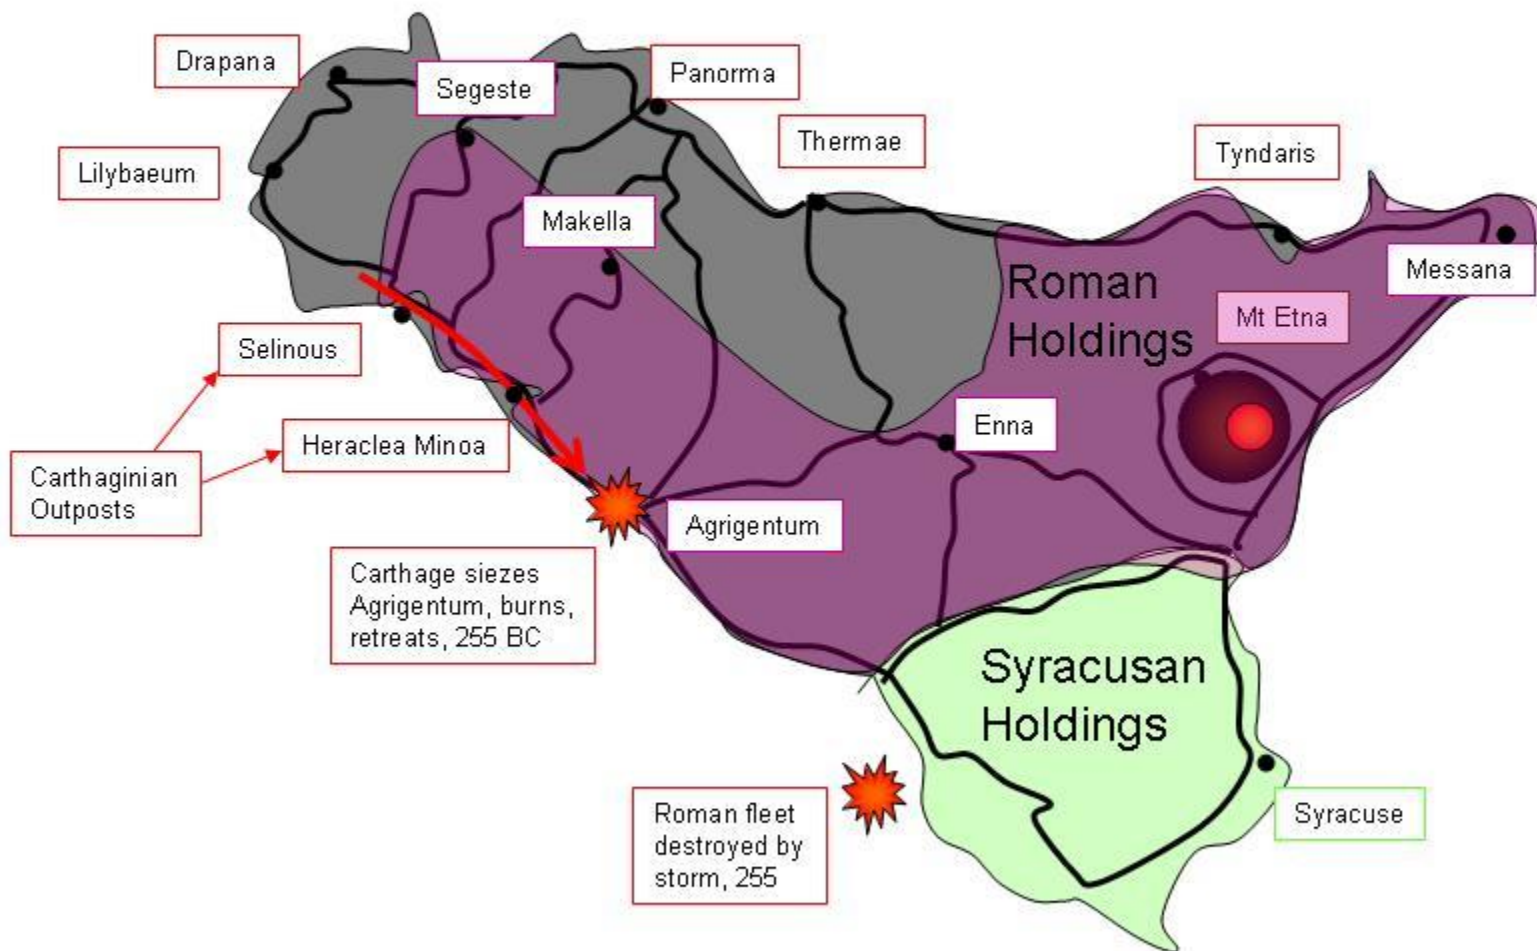 Drapana
Segeste
Panorma
Thermae
Tyndaris
Lilybaeum
Makella
Messana
Roman
Holdings
Mt Etna
Selinous
Heraclea Minoa
Enna
Carthaginian
Outposts
Agrigentum
Carthage siezes
Agrigentum, burns,
retreats, 255 BC
Syracusan
Holdings
Roman fleet
destroyed by
storm, 255
Syracuse